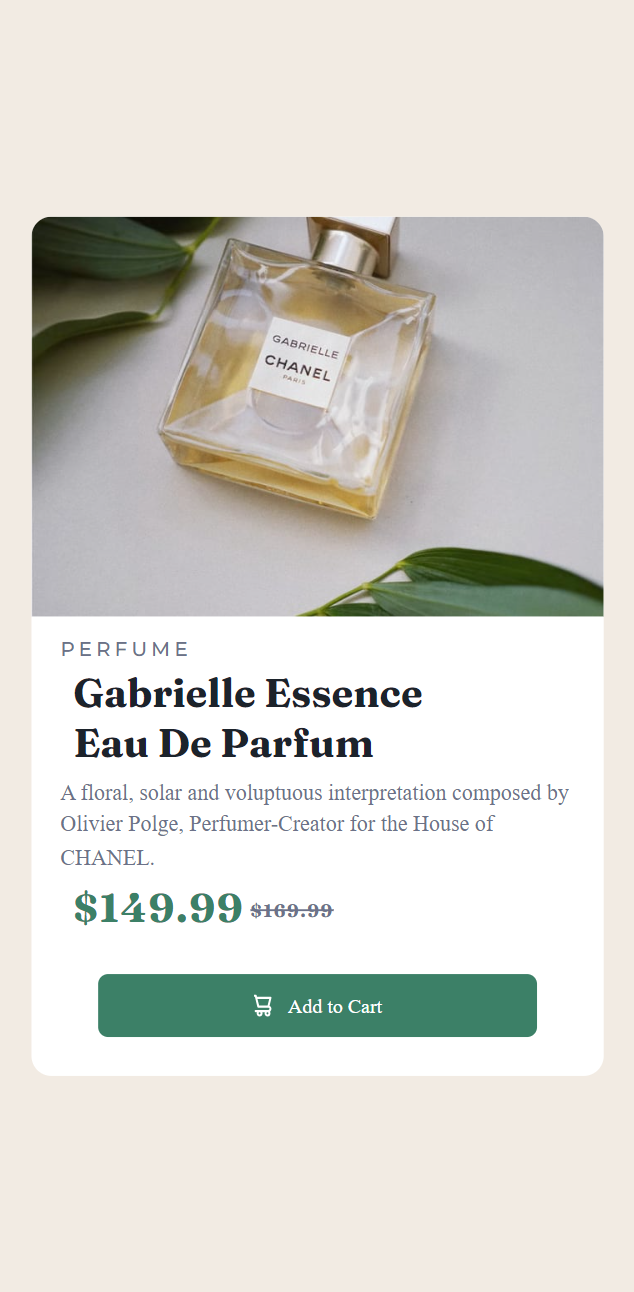 GABRIELLE
CHANEL
PARIS
PERFUME
Gabrielle Essence
Eau De Parfum
A floral, solar and voluptuous interpretation composed by
Olivier Polge, Perfumer-Creator for the House of
CHANEL.
$149.99 $169.99
Add to Cart